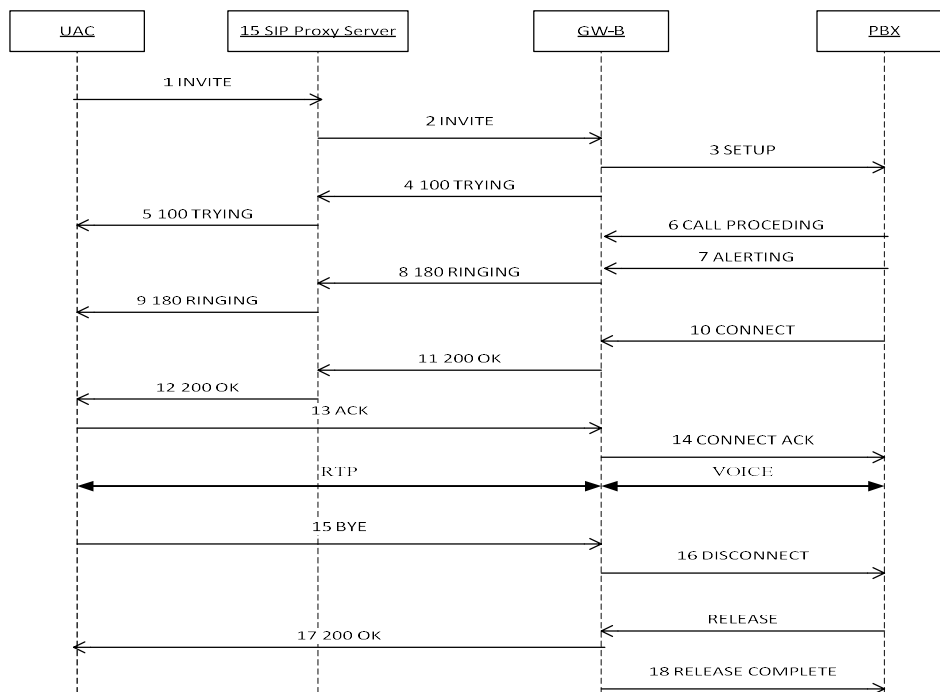 UAC
15 SIP Proxy Server
GW-B
PBX
1 INVITE
2 INVITE
3 SETUP
4 100 TRYING
5 100 TRYING
6 CALL PROCEDING
7 ALERTING
8 180 RINGING
9 180 RINGING
10 CONNECT
11 200 OK
12 200 OK
13 ACK
14 CONNECT ACK
RTP
VOICE
15 BYE
16 DISCONNECT
RELEASE
17 200 OK
18 RELEASE COMPLETE